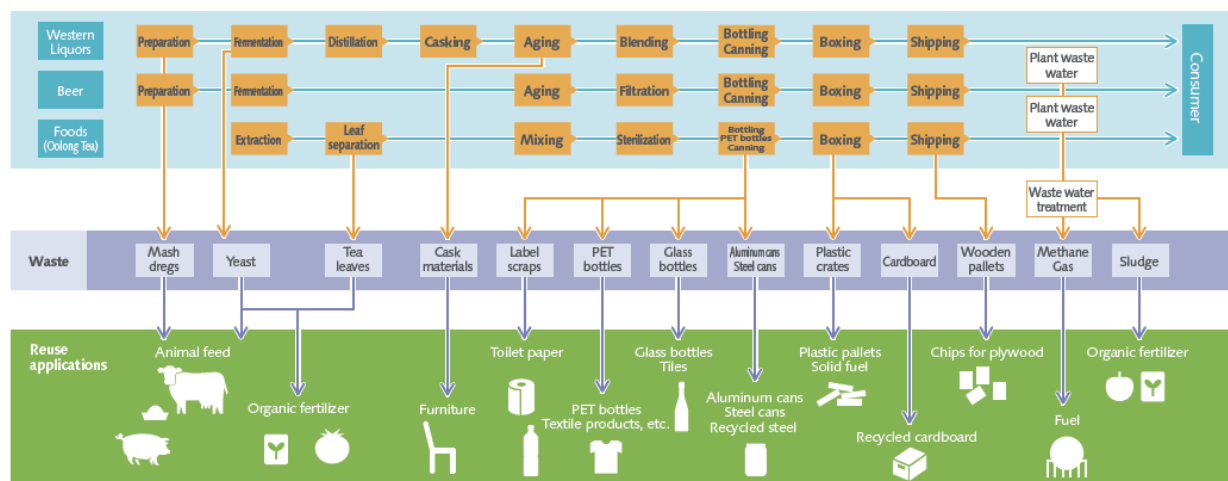 Western
Liquors
Preparation
Fermentation
Distillation
Casking
Aging
Blending
Bottling
Canning
Boxing
Shipping
Plant waste
water
Consumer
Beer
Preparation
Fermentation
Aging
Filtration
Bottling
Canning
Boxing
Shipping
Plant waste
water
Foods
(Oolong Tea)
Extraction
Leaf
separation
Mixing
Sterilization
Bottling
PET bottles
Canning
Boxing
Shipping
Waste water
treatment
Waste
Mash
dregs
Yeast
Tea
leaves
Cask
materials
Label
scraps
PET
bottles
Glass
bottles
Aluminum cans
Steel cans
Plastic
crates
Cardboard
Wooden
pallets
Methane
Gas
Sludge
Reuse
applications
Animal feed
Organic fertilizer
Furniture
Toilet paper
PET bottles
Textile products, etc.
Glass bottles
Tiles
Aluminum cans
Steel cans
Recycled steel
Plastic pallets
Solid fuel
Recycled cardboard
Chips for plywood
Fuel
Organic fertilizer